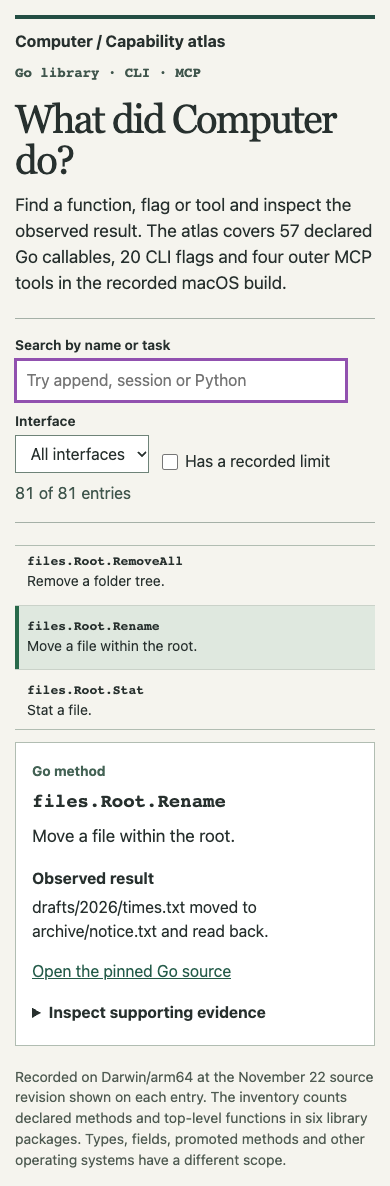 Computer / Capability atlas
Go library · CLI · MCP
What did Computer
do?
Find a function, flag or tool and inspect the
observed result. The atlas covers 57 declared
Go callables, 20 CLI flags and four outer MCP
tools in the recorded macOS build.
Search by name or task
Try append, session or Python
Interface
All interfaces
Has a recorded limit
81 of 81 entries
files.Root.RemoveAll
Remove a folder tree.
files.Root.Rename
Move a file within the root.
files.Root.Stat
Stat a file.
Go method
files.Root.Rename
Move a file within the root.
Observed result
drafts/2026/times.txt moved to
archive/notice.txt and read back.
Open the pinned Go source
Inspect supporting evidence
Recorded on Darwin/arm64 at the November 22 source
revision shown on each entry. The inventory counts
declared methods and top-level functions in six library
packages. Types, fields, promoted methods and other
operating systems have a different scope.